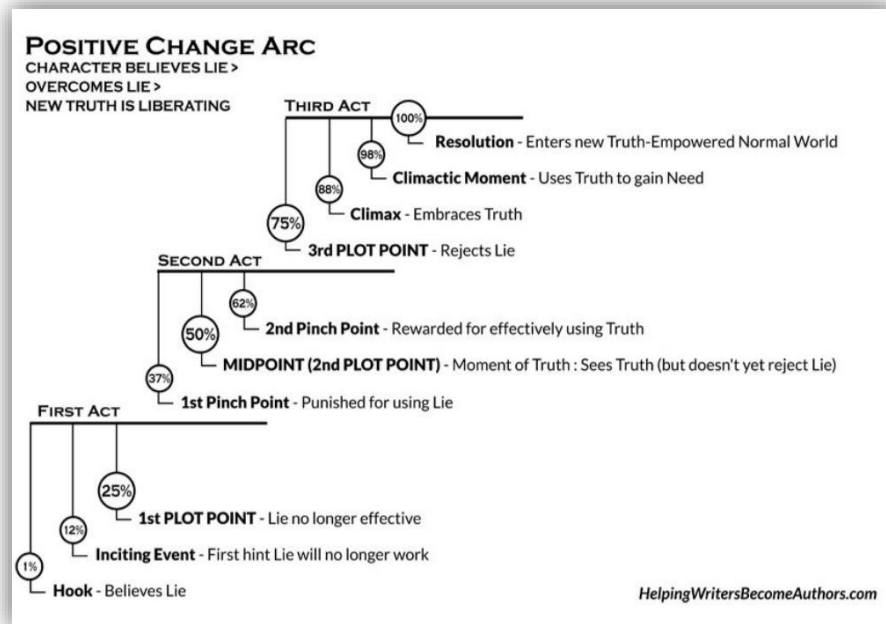 POSITIVE CHANGE ARC
CHARACTER BELIEVES LIE >
OVERCOMES LIE >
NEW TRUTH IS LIBERATING
THIRD ACT
100%
Resolution - Enters new Truth-Empowered Normal World
98%
Climactic Moment - Uses Truth to gain Need
88%
Climax - Embraces Truth
75%
3rd PLOT POINT - Rejects Lie
SECOND ACT
62%
2nd Pinch Point - Rewarded for effectively using Truth
50%
MIDPOINT (2nd PLOT POINT) - Moment of Truth : Sees Truth (but doesn't yet reject Lie)
37%
1st Pinch Point - Punished for using Lie
FIRST ACT
25%
1st PLOT POINT - Lie no longer effective
12%
Inciting Event - First hint Lie will no longer work
1%
Hook - Believes Lie
HelpingWritersBecomeAuthors.com